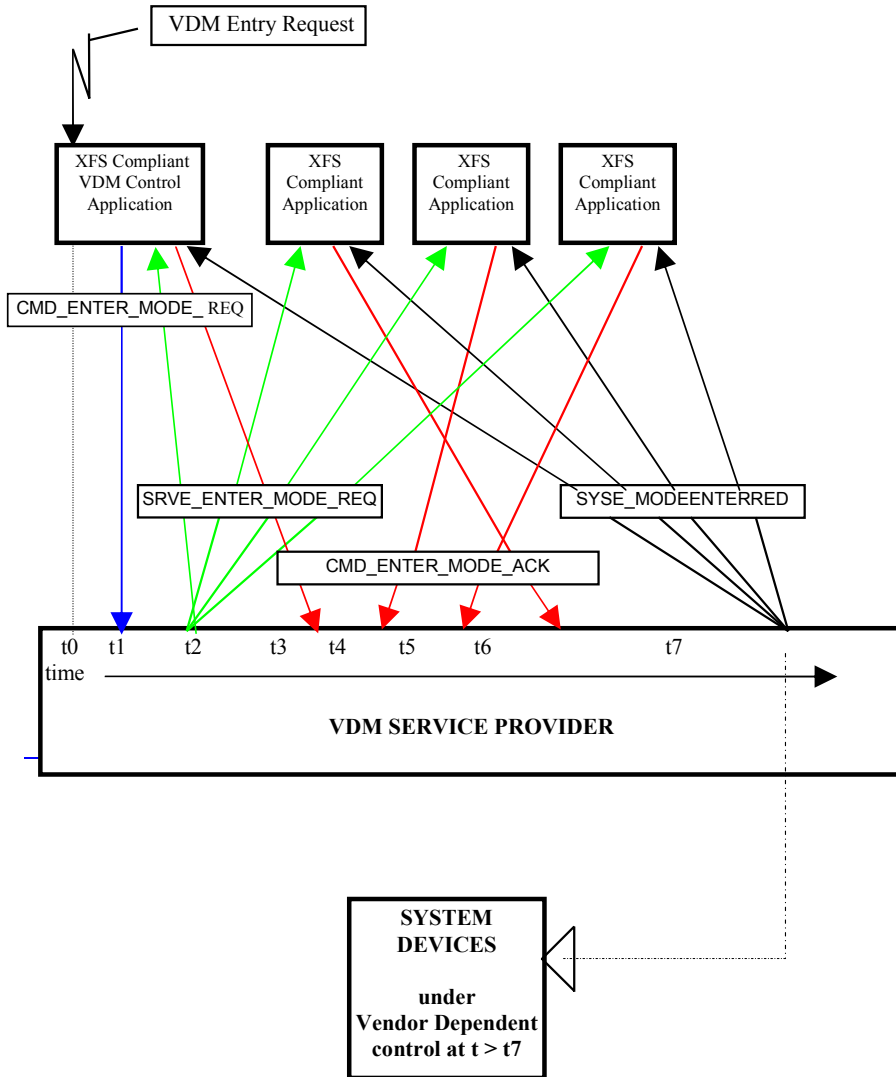 VDM Entry Request
XFS Compliant
VDM Control
Application
XFS
Compliant
Application
XFS
Compliant
Application
XFS
Compliant
Application
CMD_ENTER_MODE_ REQ
SRVE_ENTER_MODE_REQ
SYSE_MODEENTERRED
CMD_ENTER_MODE_ACK
t0 t1 t2 t3 t4 t5 t6 t7
time
VDM SERVICE PROVIDER
SYSTEM
DEVICES
under
Vendor Dependent
control at t > t7